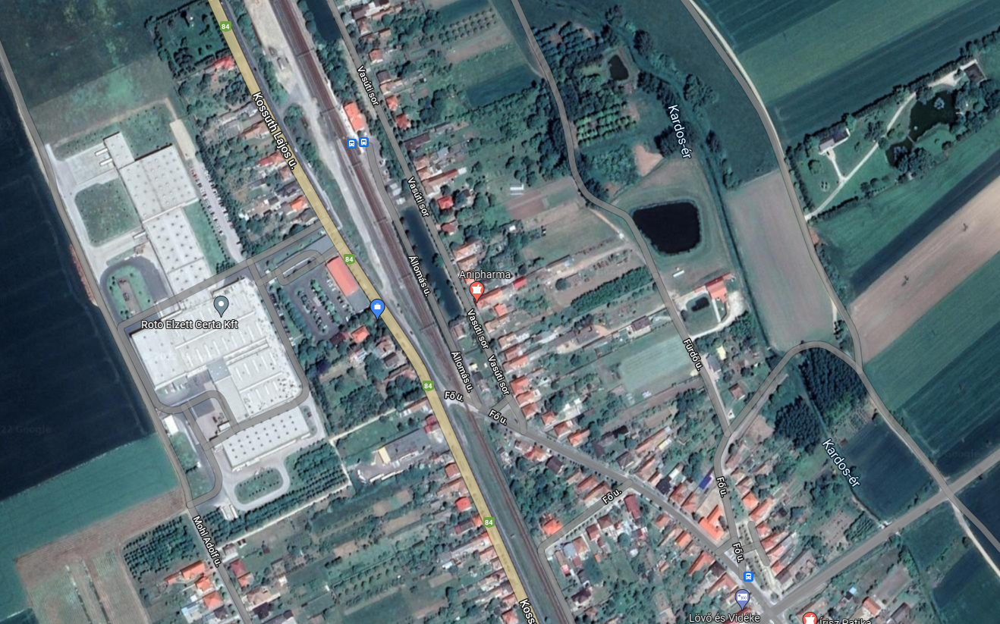 84
Kossuth Lajos u.
Vasúti sor
Kardos-ér
Vasúti sor
84
Állomás u.
Anipharma
Roto Elzett Certa Kft
Vasúti sor
Fürdő u.
Állomás u.
Vasúti sor
84
Fő u.
Fő u.
Google
Kardos-ér
Fő u.
Fő u.
84
Mohl Adolf u.
Fő u.
Koss
Lövő és Vidéke
Írisz Patika